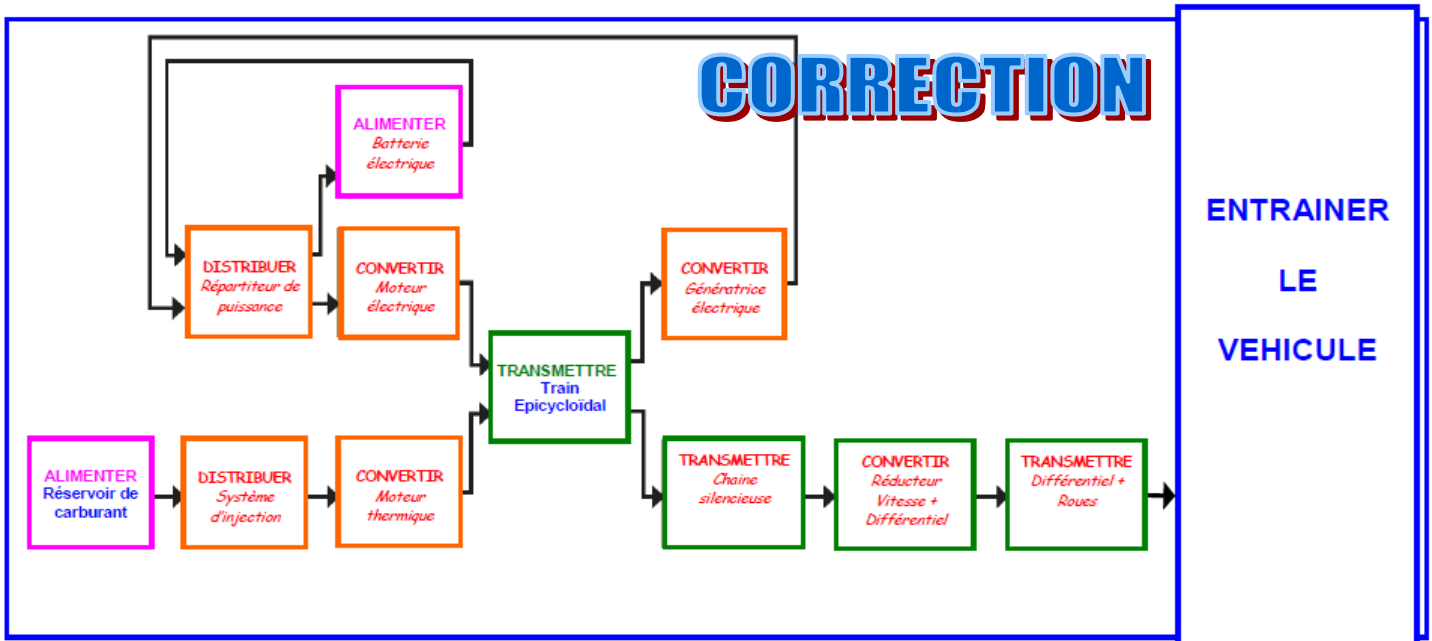 CORRECTION
ALIMENTER
Batterie
électrique
DISTRIBUER
Répartiteur de
puissance
CONVERTIR
Moteur
électrique
CONVERTIR
Génératrice
électrique
TRANSMETTRE
Train
Epicycloïdal
ALIMENTER
Réservoir de
carburant
DISTRIBUER
Système
d'injection
CONVERTIR
Moteur
thermique
TRANSMETTRE
Chaine
silencieuse
CONVERTIR
Réducteur
Vitesse +
Différentiel
TRANSMETTRE
Différentiel +
Roues
ENTRAINER
LE
VEHICULE